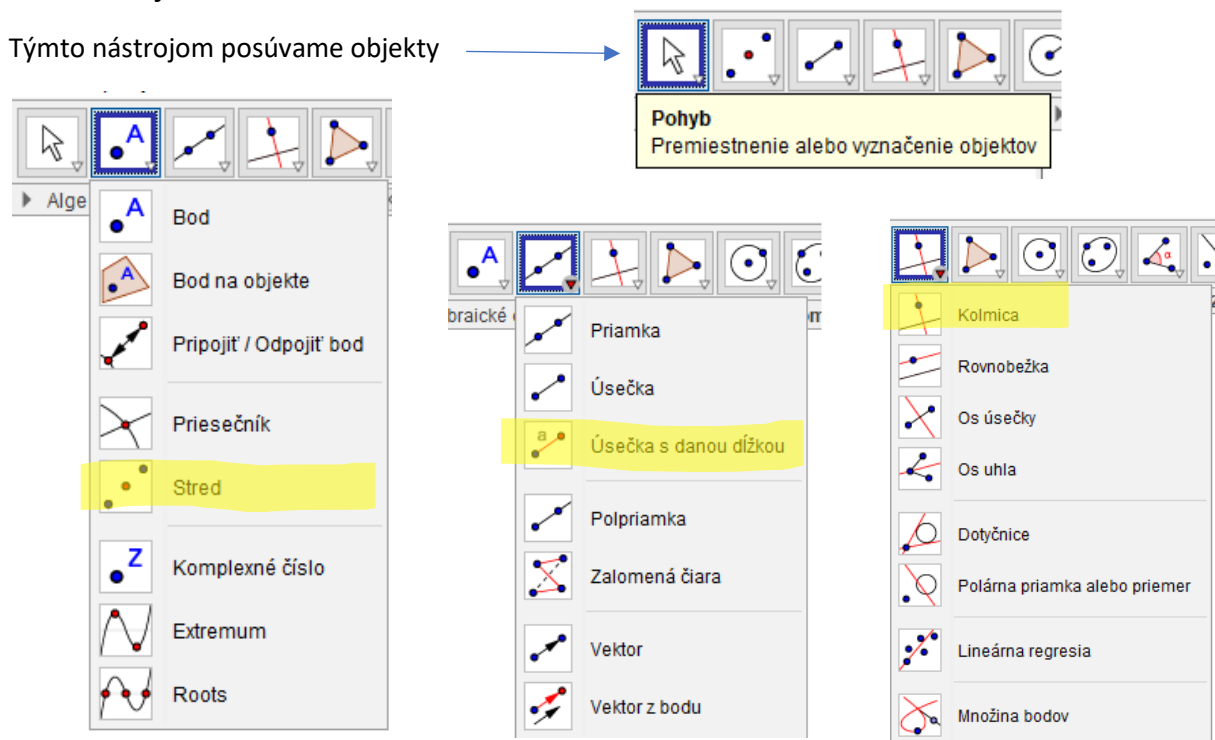 Týmto nástrojom posúvame objekty
Pohyb
Premiestnenie alebo vyznačenie objektov
A
Alge
A
Bod
A
Bod na objekte
Pripojiť / Odpojiť bod
Priesečník
Stred
Z
Komplexné číslo
Extremum
Roots
A
braické
Priamka
Úsečka
a
Úsečka s danou dĺžkou
Polpriamka
Zalomená čiara
Vektor
Vektor z bodu
α
Kolmica
Rovnobežka
Os úsečky
Os uhla
Dotyčnice
Polárna priamka alebo priemer
Lineárna regresia
Množina bodov